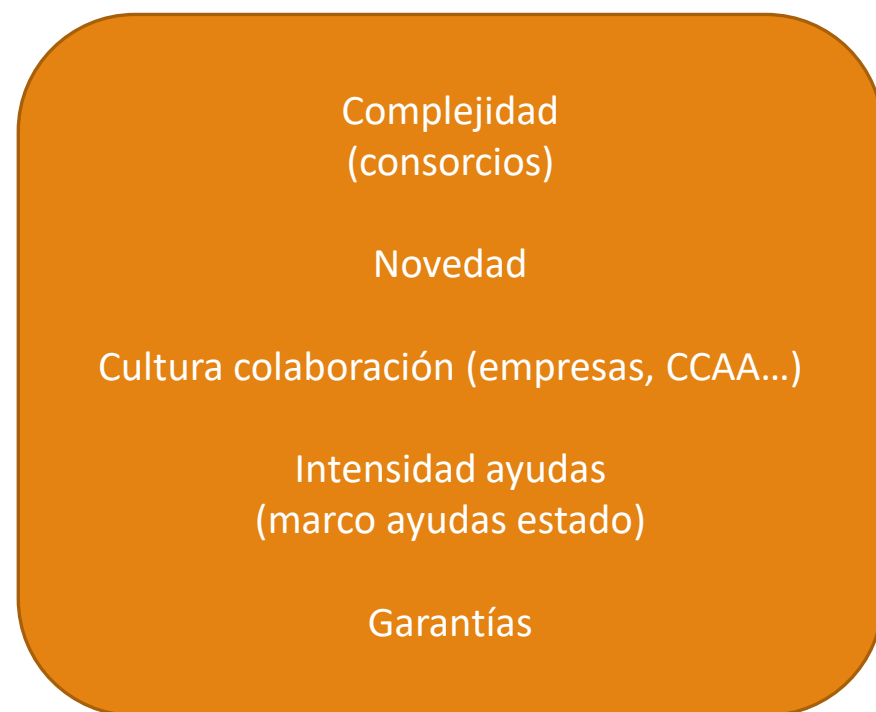 Complejidad
(consorcios)
Novedad
Cultura colaboración (empresas, CCAA…)
Intensidad ayudas
(marco ayudas estado)
Garantías